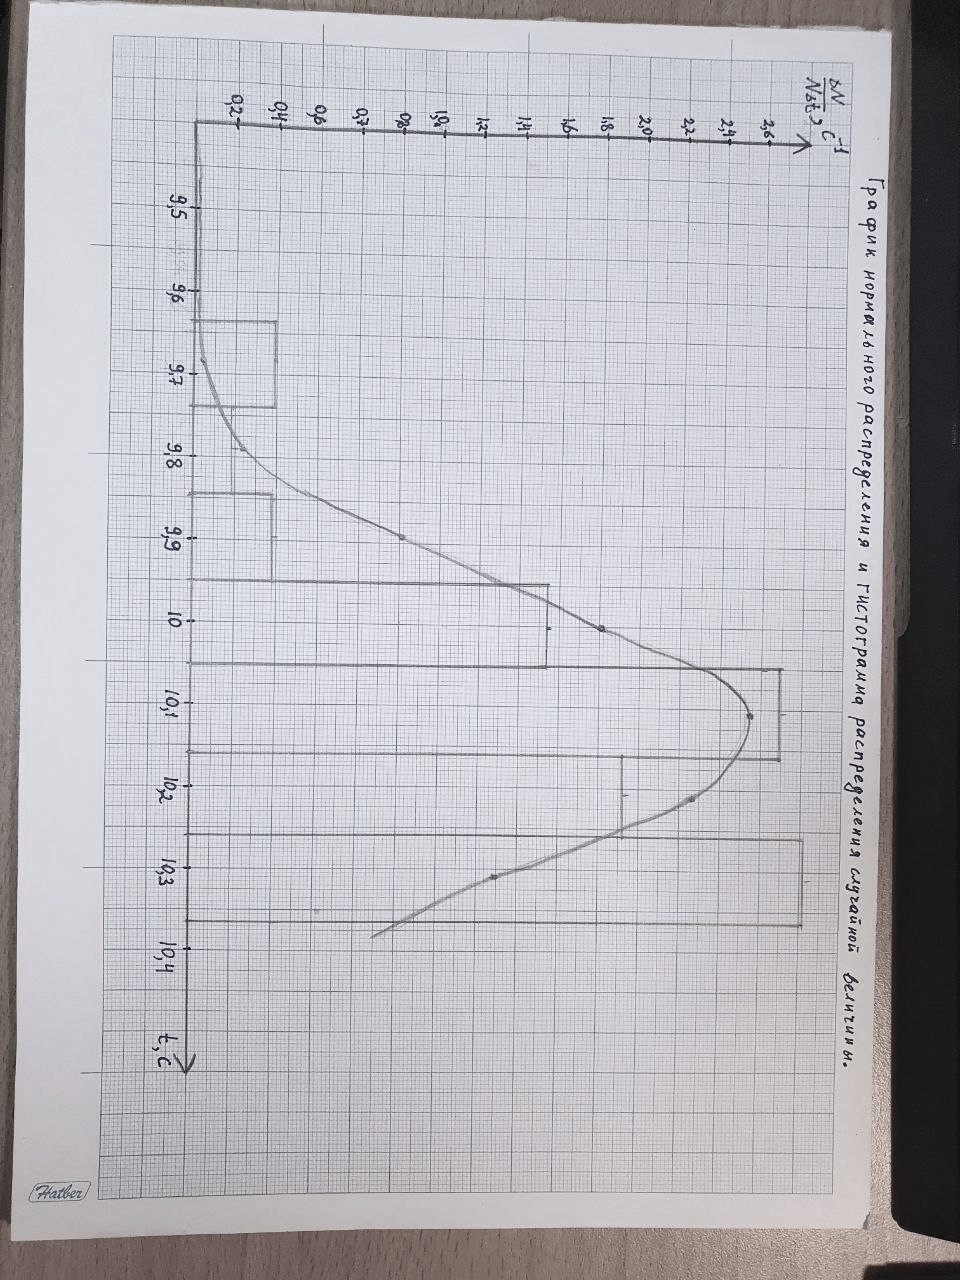 График нормального распределения и гистограмма распределения случайной величины.
ΔN
NΔt, с⁻¹
2,6
2,4
2,2
2,0
1,8
1,6
1,4
1,2
1,0
0,8
0,7
0,6
0,4
0,2
9,5 9,6 9,7 9,8 9,9 10 10,1 10,2 10,3 10,4 t, с
Hatber